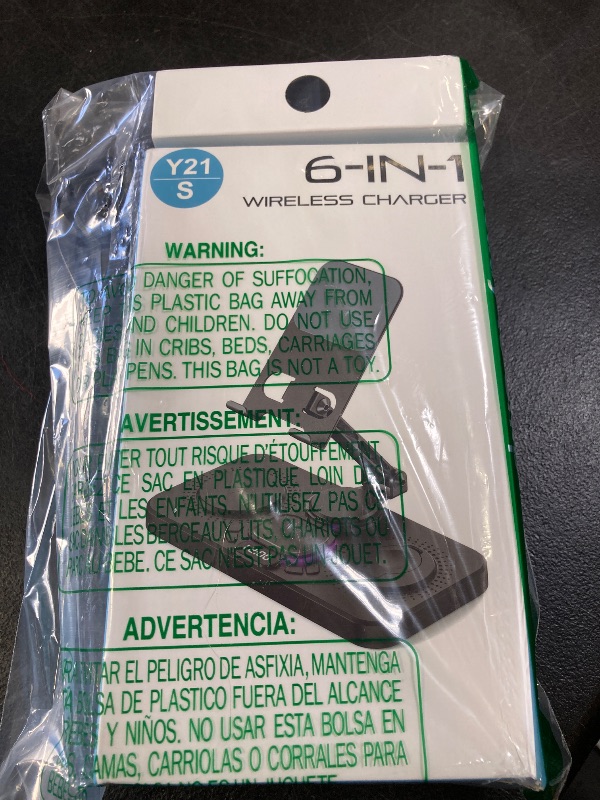 Y21
S
6-IN-1
WIRELESS CHARGER
WARNING:
DANGER OF SUFFOCATION,
PLASTIC BAG AWAY FROM
CHILDREN. DO NOT USE
IN CRIBS, BEDS, CARRIAGES
PENS. THIS BAG IS NOT A TOY.
AVERTISSEMENT:
TOUT RISQUE D'ÉTOUFFEMENT
CE SAC EN PLASTIQUE LOIN
LES ENFANTS. N'UTILISEZ PAS
LES BERCEAUX, LITS, CHARIOTS OU
BEBE. CE SAC N'EST PAS UN JOUET.
ADVERTENCIA:
EL PELIGRO DE ASFIXIA, MANTENGA
DE PLASTICO FUERA DEL ALCANCE
Y NIÑOS. NO USAR ESTA BOLSA EN
CAMAS, CARRIOLAS O CORRALES PARA